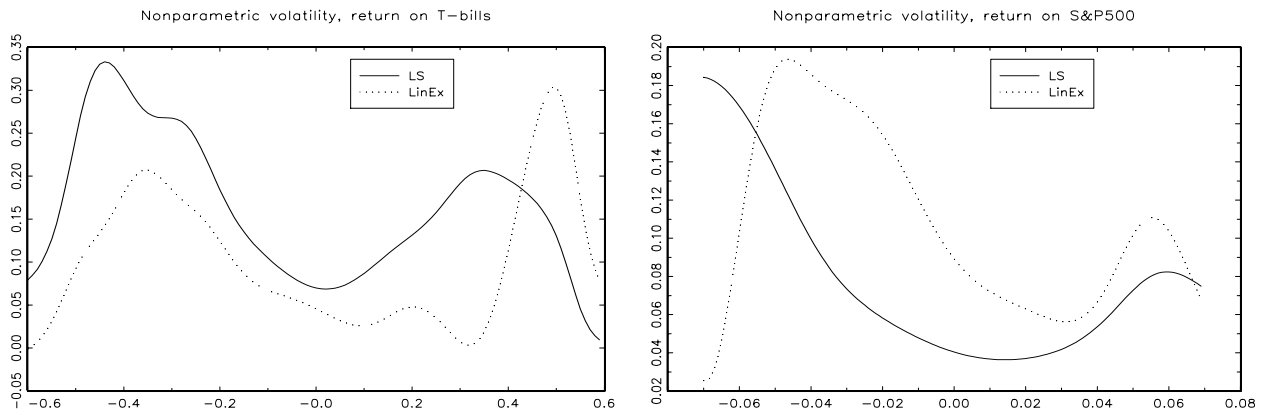 Nonparametric volatility, return on T-bills
0.35
0.30
0.25
0.20
0.15
0.10
0.05
0.00
-0.05
LS
LinEx
-0.6 -0.4 -0.2 -0.0 0.2 0.4 0.6
Nonparametric volatility, return on S&P500
0.20
0.18
0.16
0.14
0.12
0.10
0.08
0.06
0.04
0.02
LS
LinEx
-0.06 -0.04 -0.02 0.00 0.02 0.04 0.06 0.08